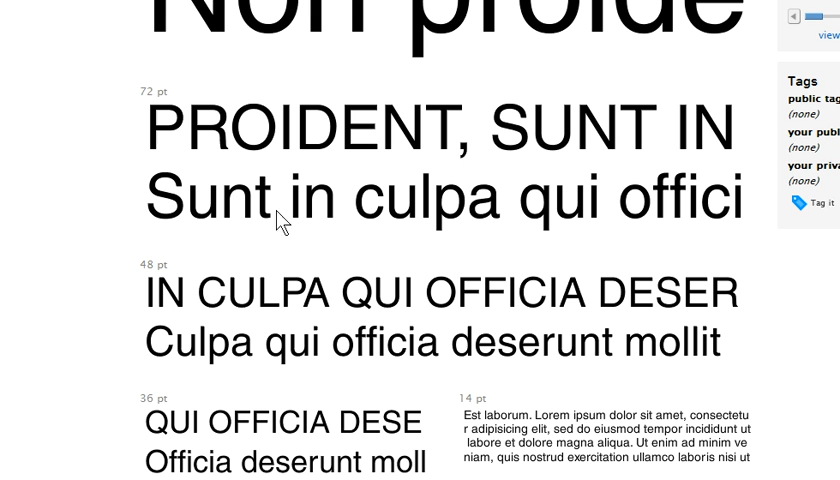 Non proide
72 pt
PROIDENT, SUNT IN
Sunt in culpa qui offici
48 pt
IN CULPA QUI OFFICIA DESER
Culpa qui officia deserunt mollit
36 pt
QUI OFFICIA DESE
Officia deserunt moll
14 pt
Est laborum. Lorem ipsum dolor sit amet, consectetu
r adipisicing elit, sed do eiusmod tempor incididunt ut
labore et dolore magna aliqua. Ut enim ad minim ve
niam, quis nostrud exercitation ullamco laboris nisi ut
view
Tags
public tag
(none)
your publ
(none)
your priva
(none)
Tag it